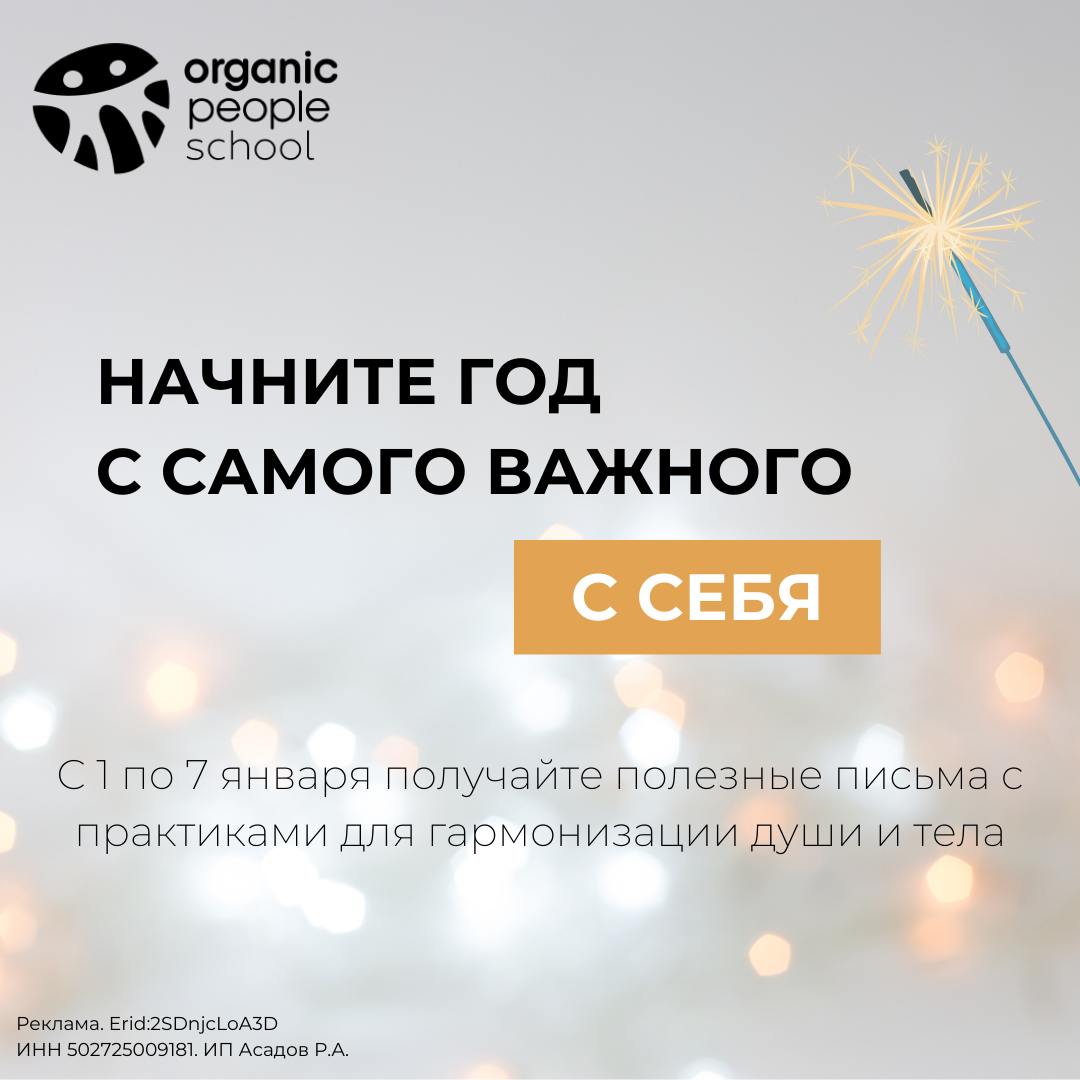 organic
people
school
НАЧНИТЕ ГОД
С САМОГО ВАЖНОГО
С СЕБЯ
С 1 по 7 января получайте полезные письма с
практиками для гармонизации души и тела
Реклама. Erid:2SDnjcLoA3D
ИНН 502725009181. ИП Асадов Р.А.